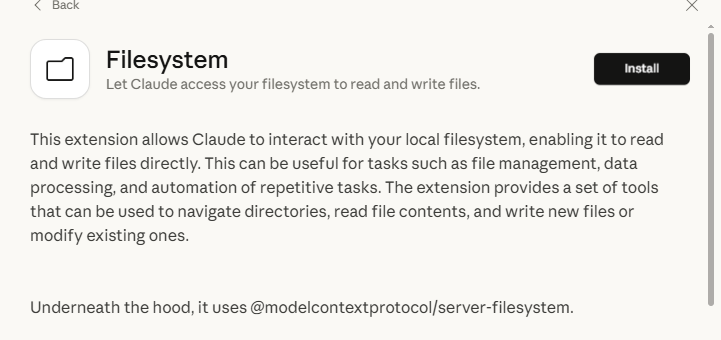 Back
Filesystem
Let Claude access your filesystem to read and write files.
Install
This extension allows Claude to interact with your local filesystem, enabling it to read
and write files directly. This can be useful for tasks such as file management, data
processing, and automation of repetitive tasks. The extension provides a set of tools
that can be used to navigate directories, read file contents, and write new files or
modify existing ones.
Underneath the hood, it uses @modelcontextprotocol/server-filesystem.